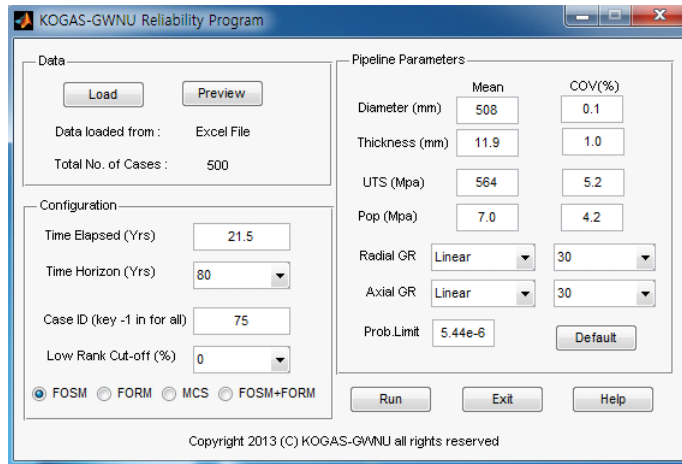 KOGAS-GWNU Reliability Program
Data
Load Preview
Data loaded from : Excel File
Total No. of Cases : 500
Configuration
Time Elapsed (Yrs) 21.5
Time Horizon (Yrs) 80
Case ID (key -1 in for all) 75
Low Rank Cut-off (%) 0
FOSM FORM MCS FOSM+FORM
Pipeline Parameters
Mean COV(%)
Diameter (mm) 508 0.1
Thickness (mm) 11.9 1.0
UTS (Mpa) 564 5.2
Pop (Mpa) 7.0 4.2
Radial GR Linear 30
Axial GR Linear 30
Prob.Limit 5.44e-6 Default
Run Exit Help
Copyright 2013 (C) KOGAS-GWNU all rights reserved